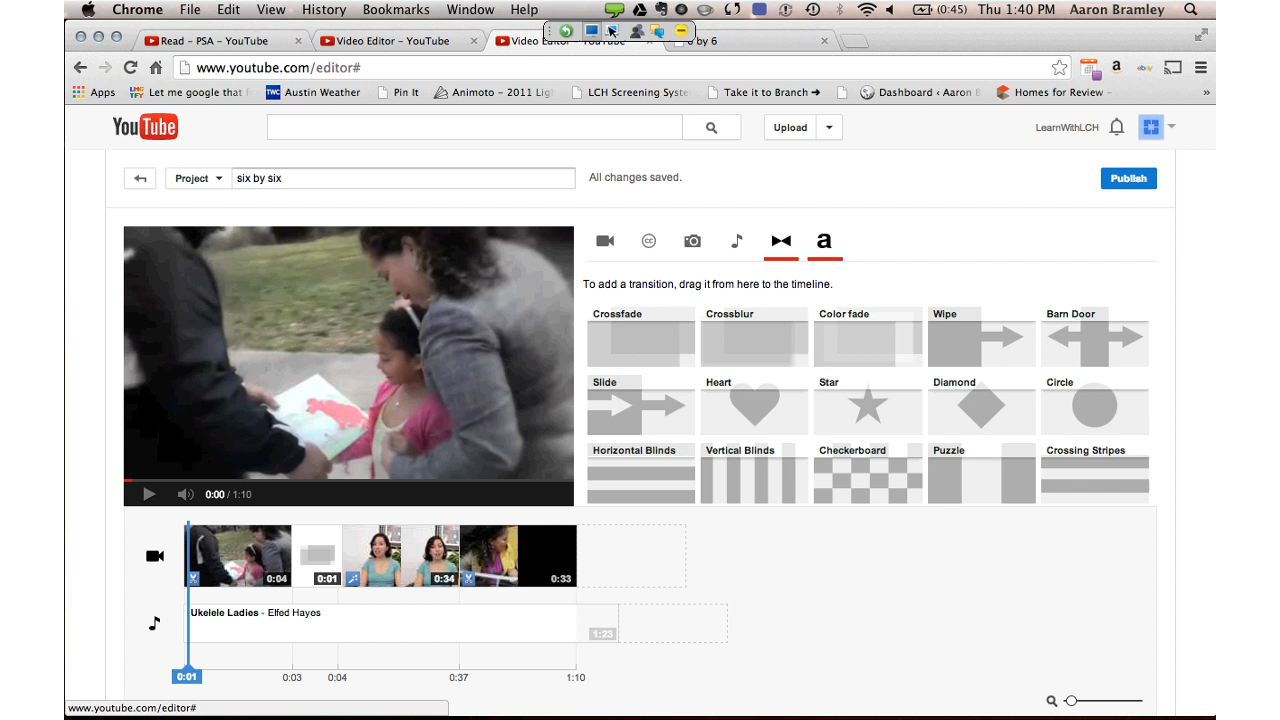 Chrome File Edit View History Bookmarks Window Help (0:45) Thu 1:40 PM Aaron Bramley
Read – PSA – YouTube Video Editor – YouTube by 6
www.youtube.com/editor#
Apps Let me google that TWC Austin Weather Pin It Animoto – 2011 LCH Screening Syste Take it to Branch → Dashboard ‹ Aaron Homes for Review – »
YouTube Upload LearnWithLCH
Project six by six All changes saved. Publish
cc a
To add a transition, drag it from here to the timeline.
Crossfade Crossblur Color fade Wipe Barn Door
Slide Heart Star Diamond Circle
Horizontal Blinds Vertical Blinds Checkerboard Puzzle Crossing Stripes
0:00 / 1:10
0:04 0:01 0:34 0:33
Ukelele Ladies - Elfed Hayes
1:23
0:01 0:03 0:04 0:37 1:10
www.youtube.com/editor#